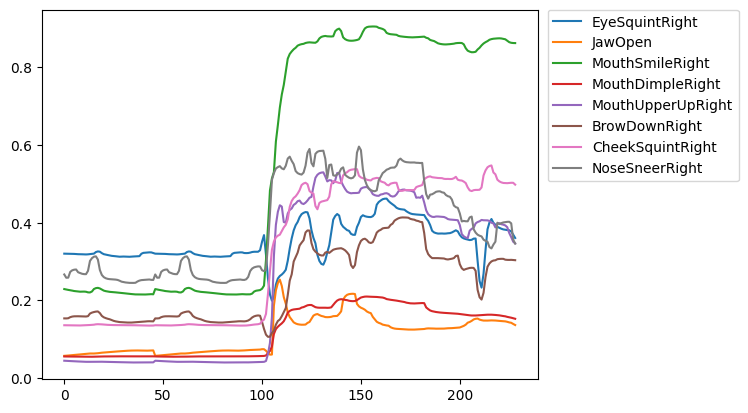 EyeSquintRight
JawOpen
MouthSmileRight
MouthDimpleRight
MouthUpperUpRight
BrowDownRight
CheekSquintRight
NoseSneerRight
0.8
0.6
0.4
0.2
0.0
0 50 100 150 200